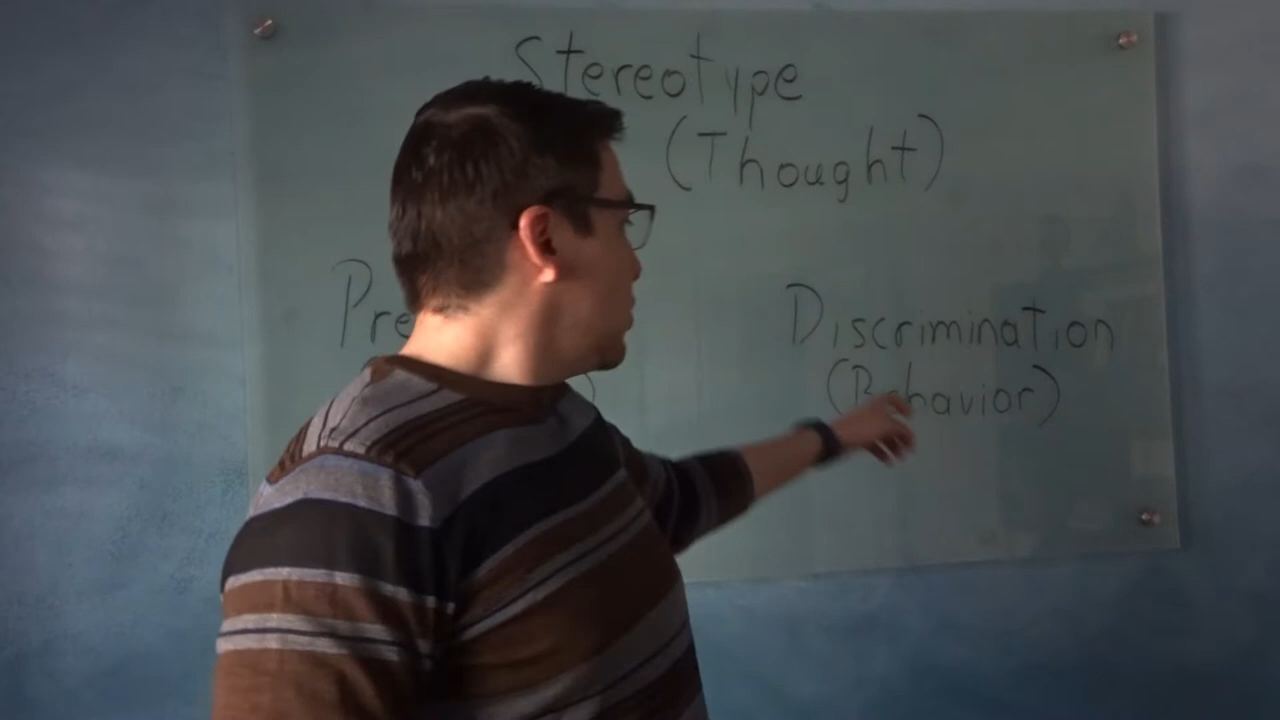 Stereotype
(Thought)
Pre
Discrimination
(Behavior)